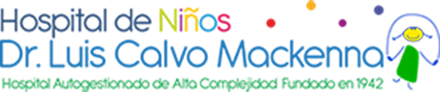 Hospital de Niños
Dr. Luis Calvo Mackenna
Hospital Autogestionado de Alta Complejidad Fundado en 1942